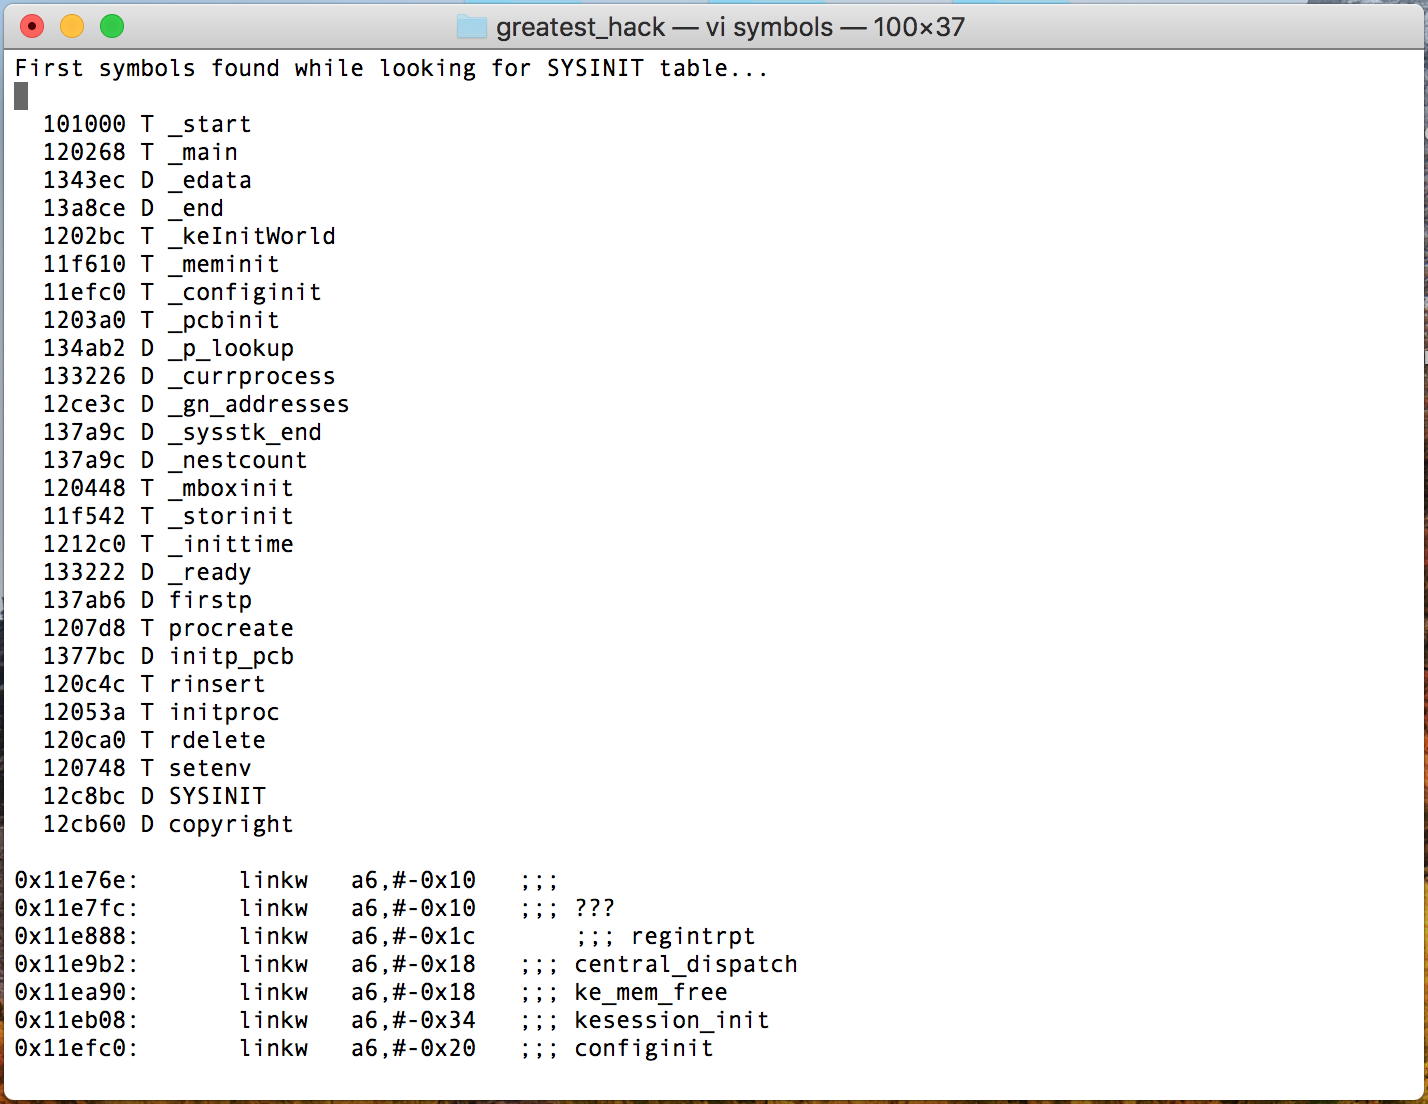 greatest_hack — vi symbols — 100×37
First symbols found while looking for SYSINIT table...
101000 T _start
120268 T _main
1343ec D _edata
13a8ce D _end
1202bc T _keInitWorld
11f610 T _meminit
11efc0 T _configinit
1203a0 T _pcbinit
134ab2 D _p_lookup
133226 D _currprocess
12ce3c D _gn_addresses
137a9c D _sysstk_end
137a9c D _nestcount
120448 T _mboxinit
11f542 T _storinit
1212c0 T _inittime
133222 D _ready
137ab6 D firstp
1207d8 T procreate
1377bc D initp_pcb
120c4c T rinsert
12053a T initproc
120ca0 T rdelete
120748 T setenv
12c8bc D SYSINIT
12cb60 D copyright
0x11e76e: linkw a6,#-0x10 ;;;
0x11e7fc: linkw a6,#-0x10 ;;; ???
0x11e888: linkw a6,#-0x1c ;;; regintrpt
0x11e9b2: linkw a6,#-0x18 ;;; central_dispatch
0x11ea90: linkw a6,#-0x18 ;;; ke_mem_free
0x11eb08: linkw a6,#-0x34 ;;; kesession_init
0x11efc0: linkw a6,#-0x20 ;;; configinit